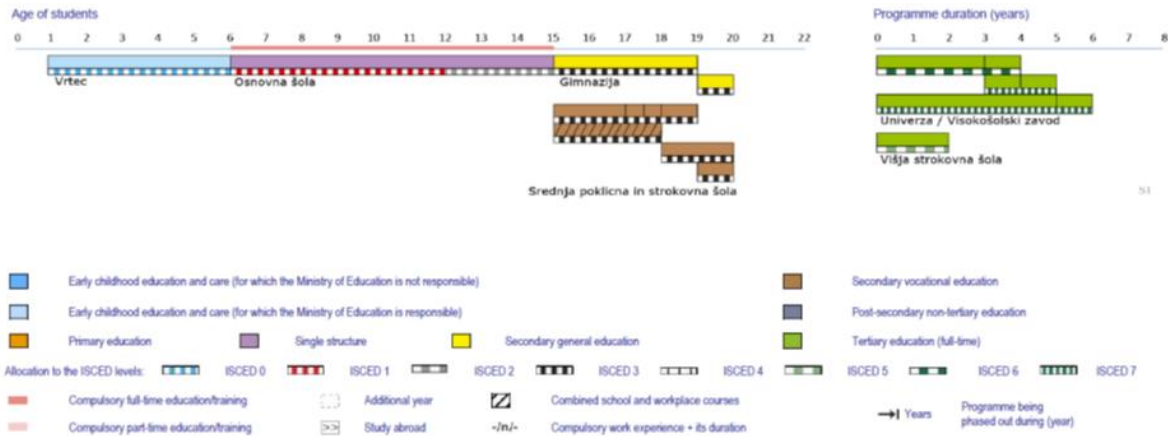 Age of students
Programme duration (years)
0 1 2 3 4 5 6 7 8 9 10 11 12 13 14 15 16 17 18 19 20 21 22
0 1 2 3 4 5 6 7 8
Vrtec
Osnovna šola
Gimnazija
Srednja poklicna in strokovna šola
Univerza / Visokošolski zavod
Višja strokovna šola
SI
Early childhood education and care (for which the Ministry of Education is not responsible)
Secondary vocational education
Early childhood education and care (for which the Ministry of Education is responsible)
Post-secondary non-tertiary education
Primary education
Single structure
Secondary general education
Tertiary education (full-time)
Allocation to the ISCED levels: ISCED 0 ISCED 1 ISCED 2 ISCED 3 ISCED 4 ISCED 5 ISCED 6 ISCED 7
Compulsory full-time education/training
Additional year
Combined school and workplace courses
Years
Programme being
phased out during (year)
Compulsory part-time education/training
>> Study abroad
-/n/- Compulsory work experience + its duration